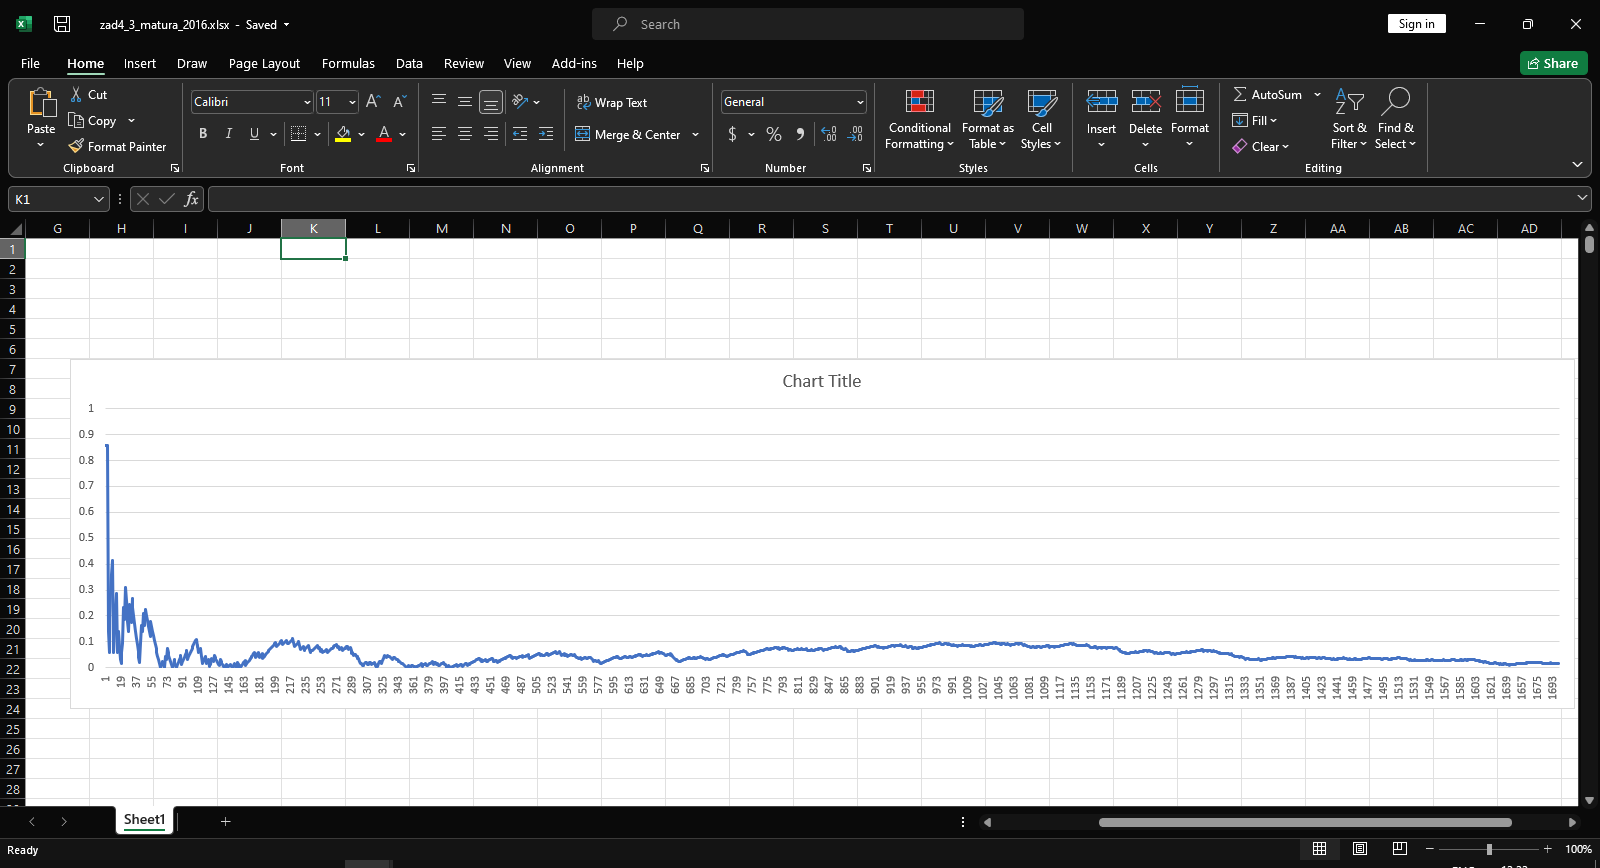 zad4_3_matura_2016.xlsx - Saved
Search
Sign in
File Home Insert Draw Page Layout Formulas Data Review View Add-ins Help
Share
Paste
Cut
Copy
Format Painter
Clipboard
Calibri 11
B I U A
Font
Wrap Text
Merge & Center
Alignment
General
$ % 9
Number
Conditional Formatting
Format as Table
Cell Styles
Styles
Insert
Delete
Format
Cells
AutoSum
Fill
Clear
Sort & Filter
Find & Select
Editing
K1
fx
G H I J K L M N O P Q R S T U V W X Y Z AA AB AC AD
1
2
3
4
5
6
7
8
9
10
11
12
13
14
15
16
17
18
19
20
21
22
23
24
25
26
27
28
Chart Title
1
0.9
0.8
0.7
0.6
0.5
0.4
0.3
0.2
0.1
0
1 19 37 55 73 91 109 127 145 163 181 199 217 235 253 271 289 307 325 343 361 379 397 415 433 451 469 487 505 523 541 559 577 595 613 631 649 667 685 703 721 739 757 775 793 811 829 847 865 883 901 919 937 955 973 991 1009 1027 1045 1063 1081 1099 1117 1135 1153 1171 1189 1207 1225 1243 1261 1279 1297 1315 1333 1351 1369 1387 1405 1423 1441 1459 1477 1495 1513 1531 1549 1567 1585 1603 1621 1639 1657 1675 1693
Sheet1
Ready
100%